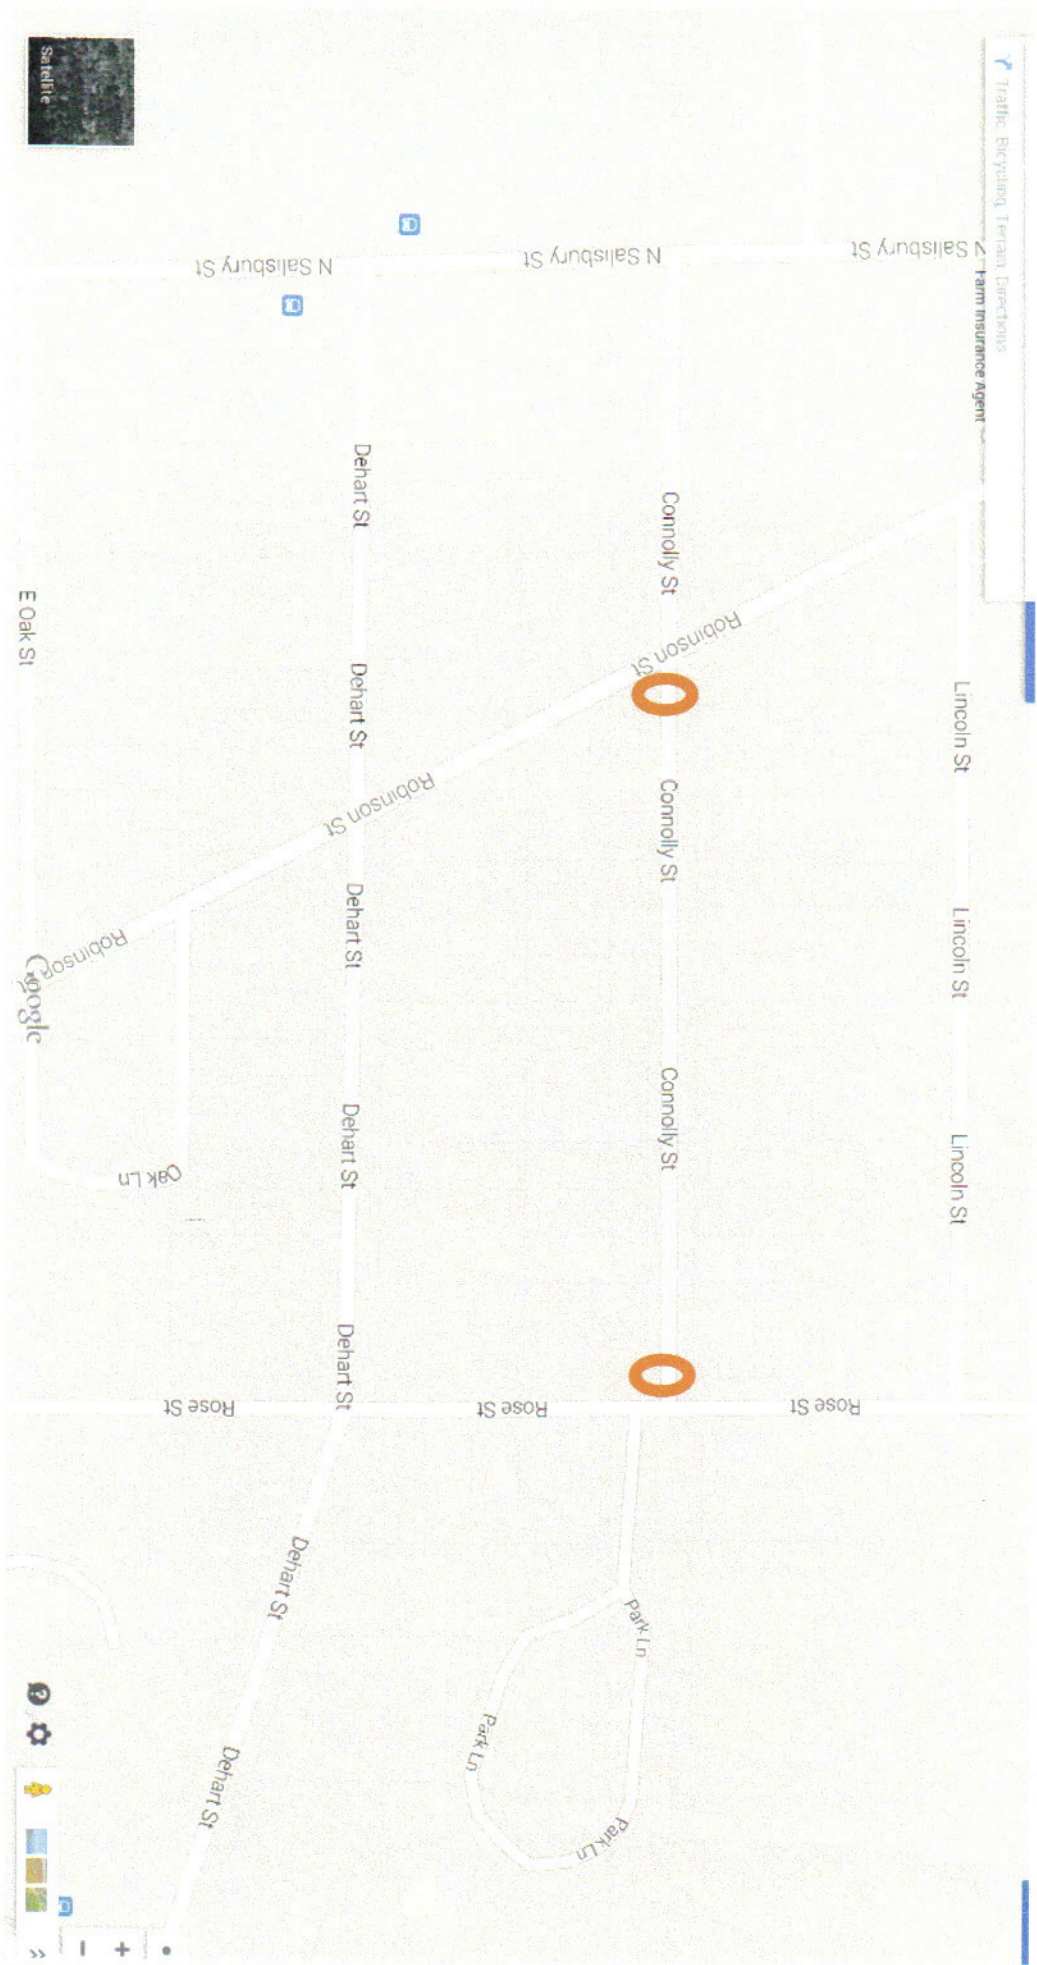 Traffic, Bicycling, Terrain, Directions
Farm Insurance Agent
Lincoln St
Lincoln St
Lincoln St
N Salisbury St
N Salisbury St
N Salisbury St
Connolly St
Connolly St
Connolly St
Robinson St
Robinson St
Robinson St
Dehart St
Dehart St
Dehart St
Dehart St
Dehart St
Dehart St
Dehart St
Rose St
Rose St
Rose St
Park Ln
Park Ln
Park Ln
Oak Ln
E Oak St
Google
Satellite